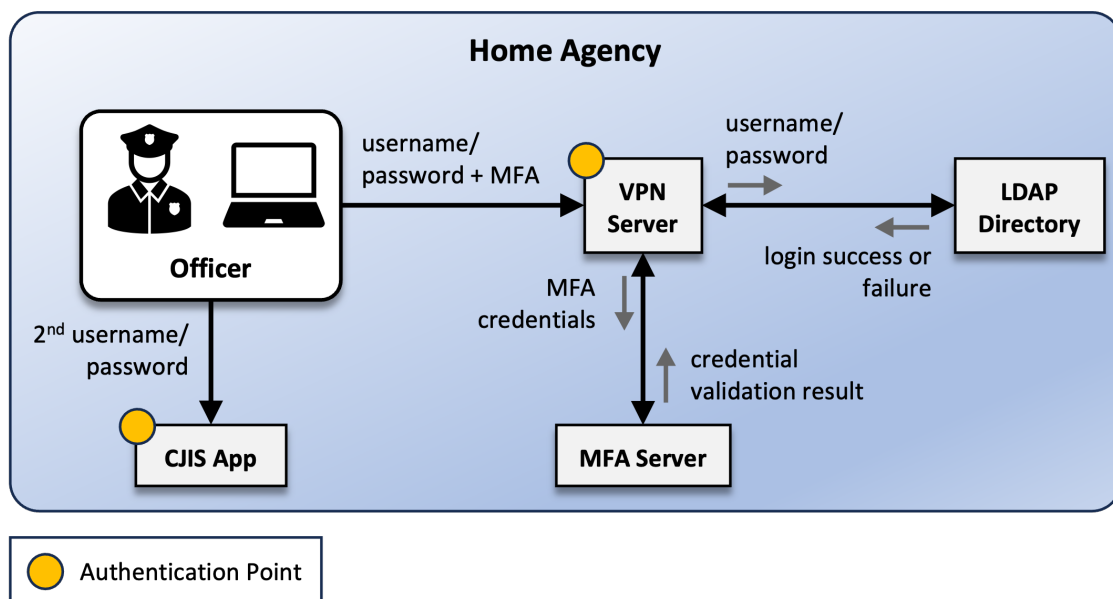 Home Agency
username/
password + MFA
username/
password
VPN
Server
LDAP
Directory
Officer
login success or
failure
MFA
credentials
2nd username/
password
credential
validation result
CJIS App
MFA Server
Authentication Point